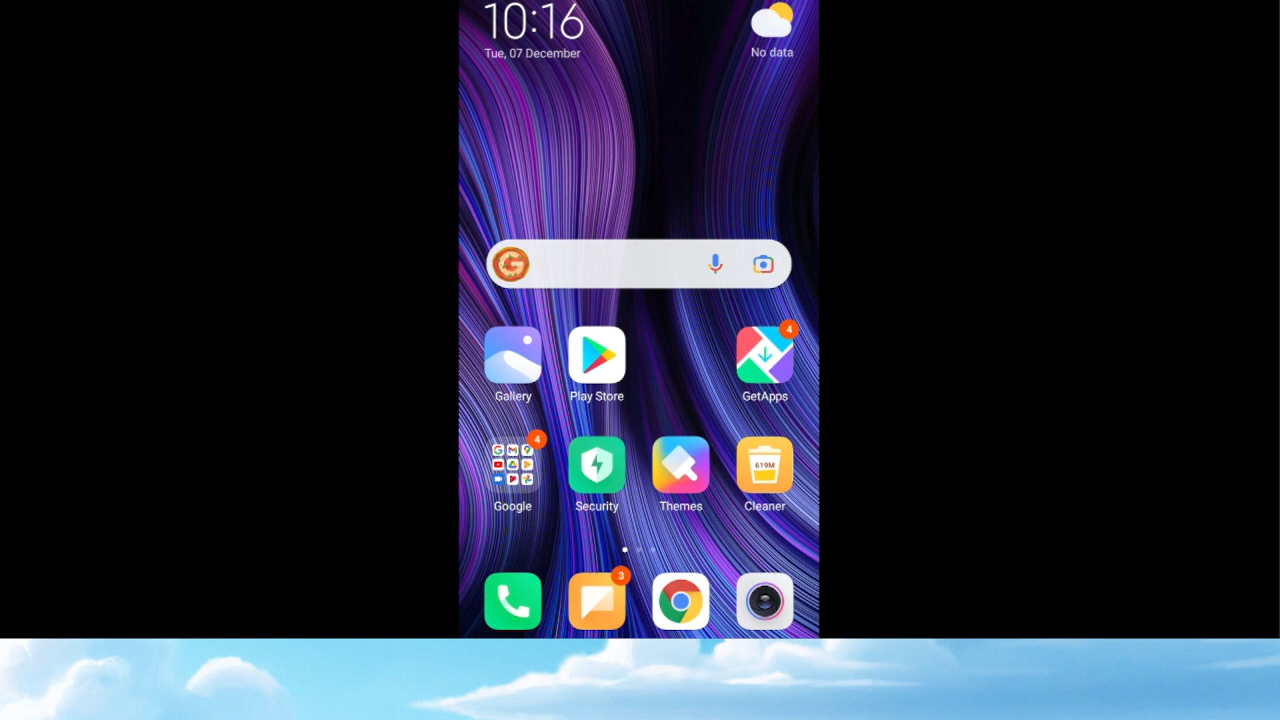 10:16
Tue, 07 December
No data
4
Gallery
Play Store
GetApps
4
619M
Google
Security
Themes
Cleaner
3